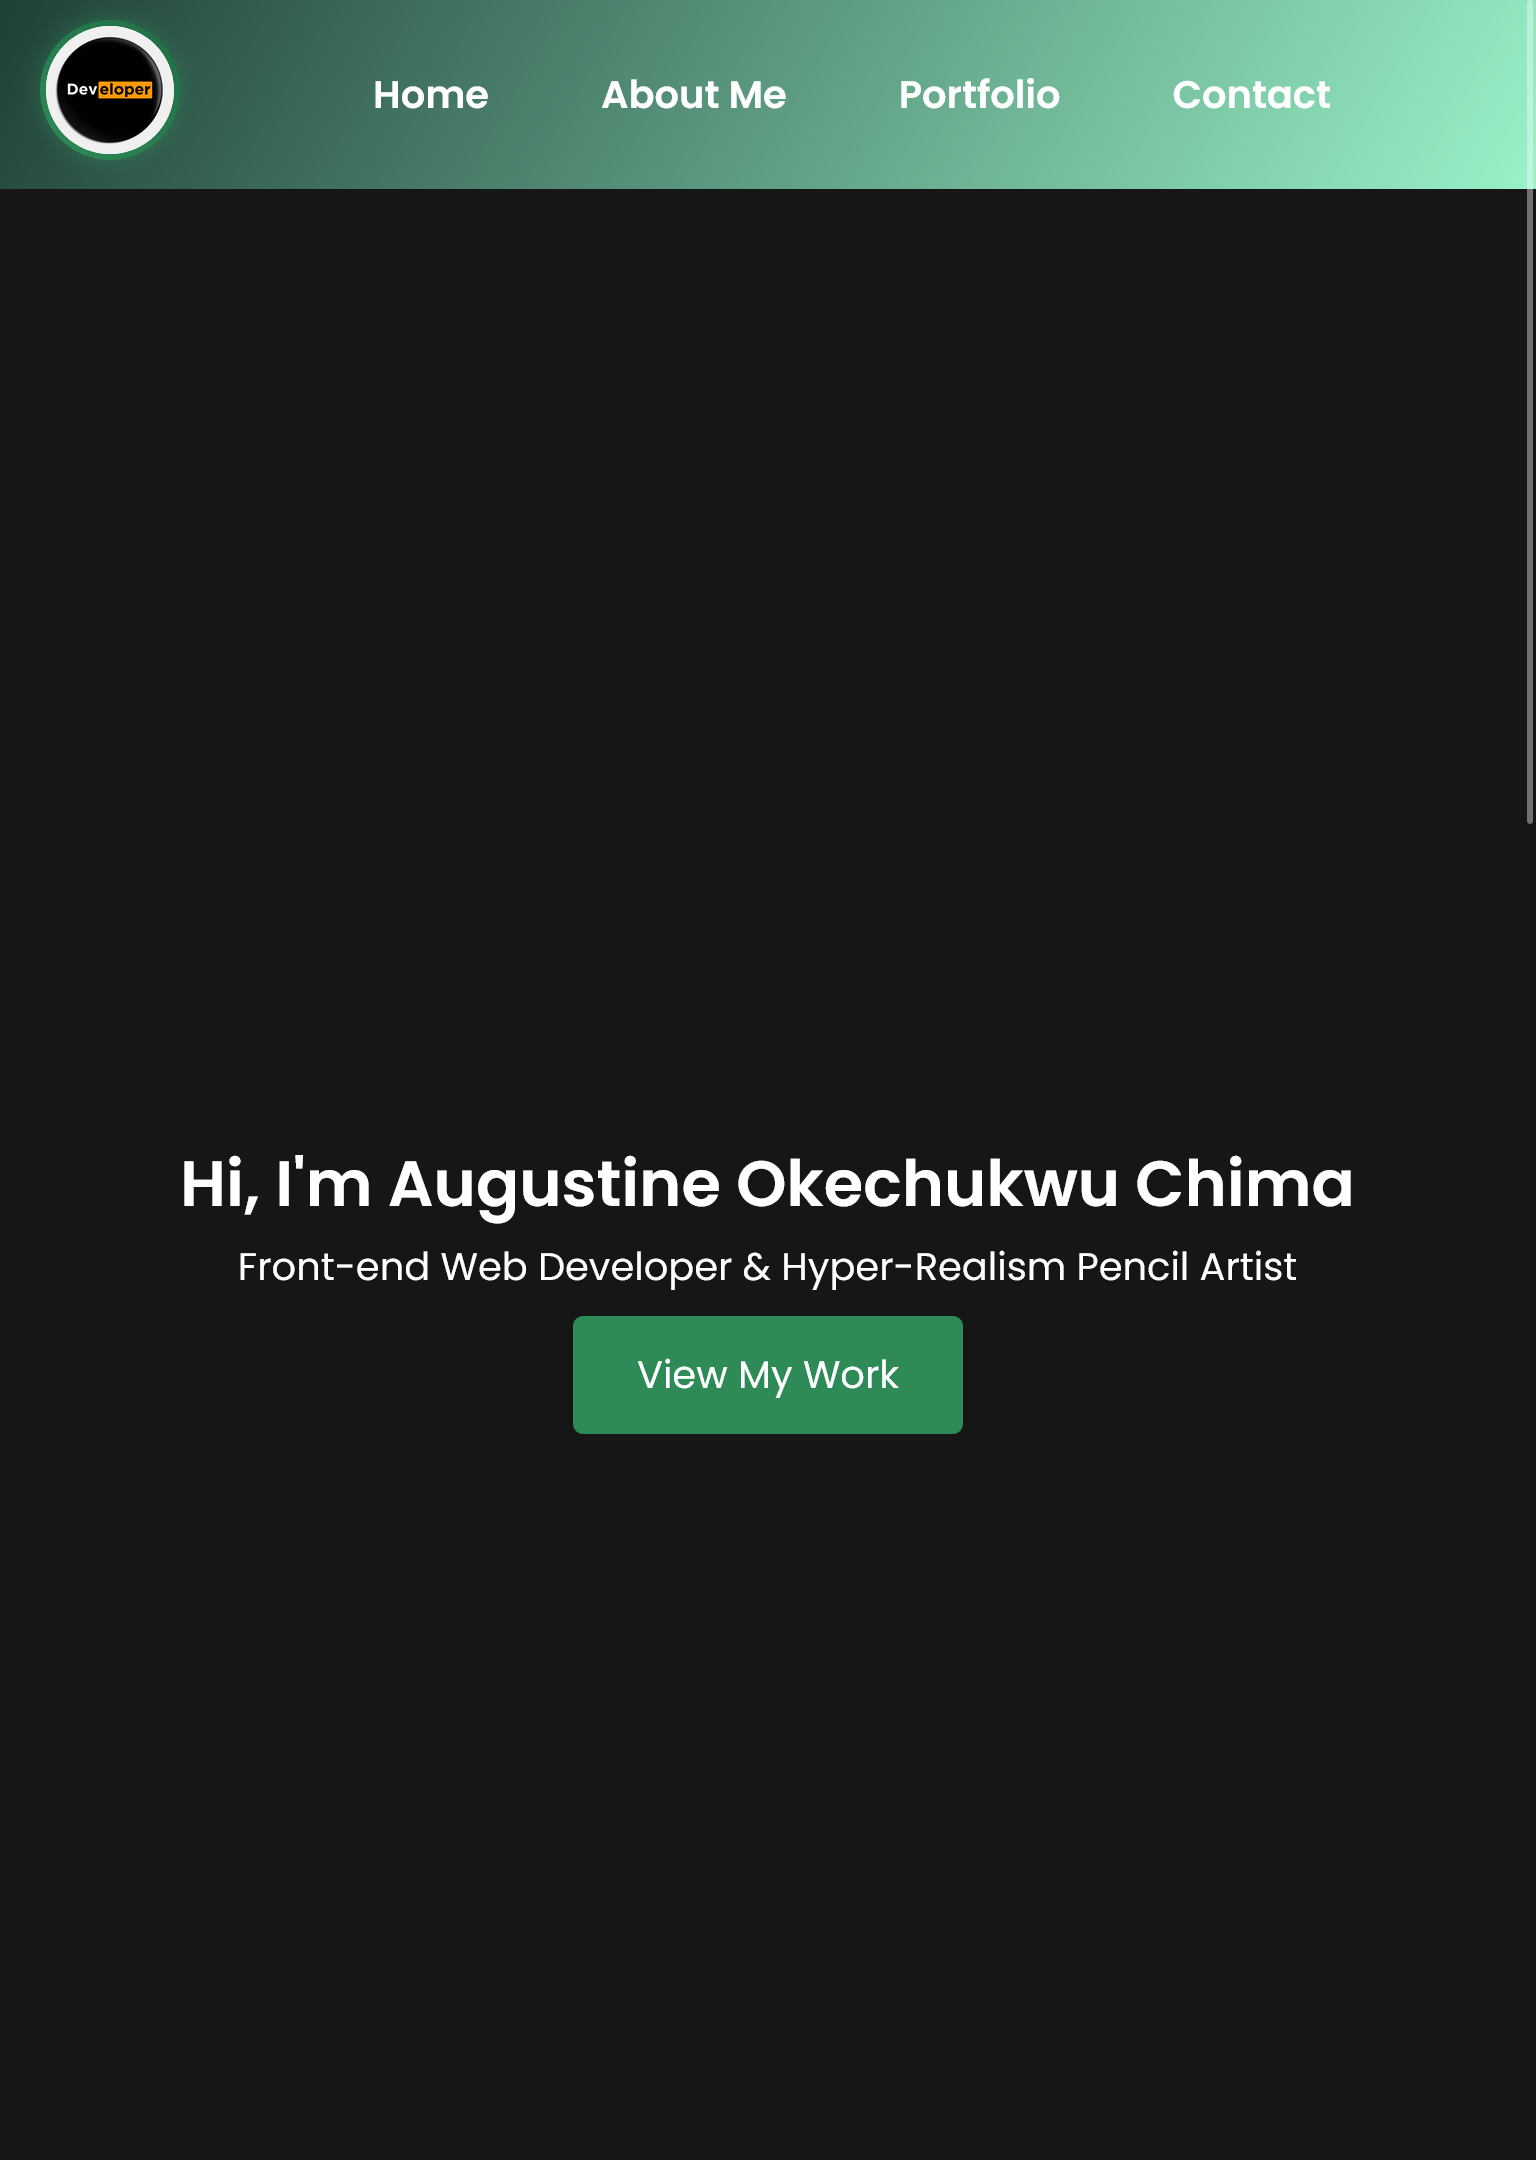 Developer
Home About Me Portfolio Contact
Hi, I'm Augustine Okechukwu Chima
Front-end Web Developer & Hyper-Realism Pencil Artist
View My Work